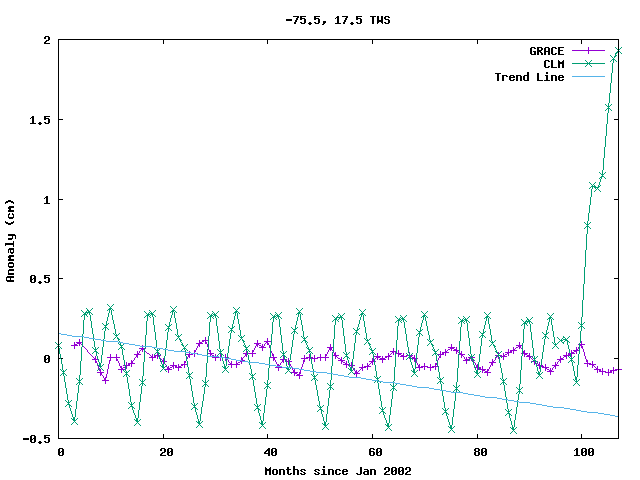 -75.5, 17.5 TWS
GRACE
CLM
Trend Line
2
1.5
1
0.5
0
-0.5
Anomaly (cm)
0 20 40 60 80 100
Months since Jan 2002